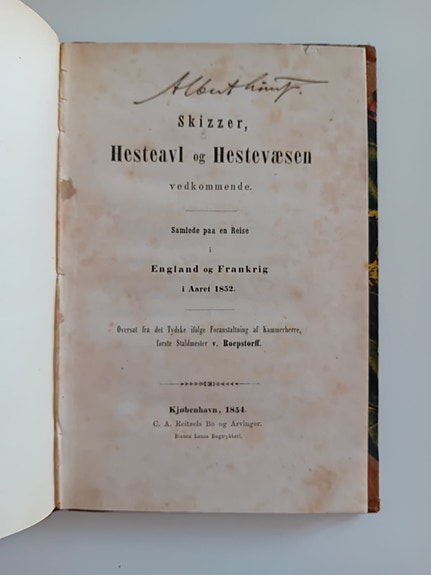 Albert
Skizzer,
Hesteavl og Hestevæsen
vedkommende.
Samlede paa en Reise
i
England og Frankrig
i Aaret 1852.
Oversat fra det Tydske ifølge Foranstaltning af Kammerherre,
første Staldmester v. Roepstorff.
Kjøbenhavn, 1854.
C. A. Reitzels Bo og Arvinger.
Bianco Lunos Bogtrykkeri.